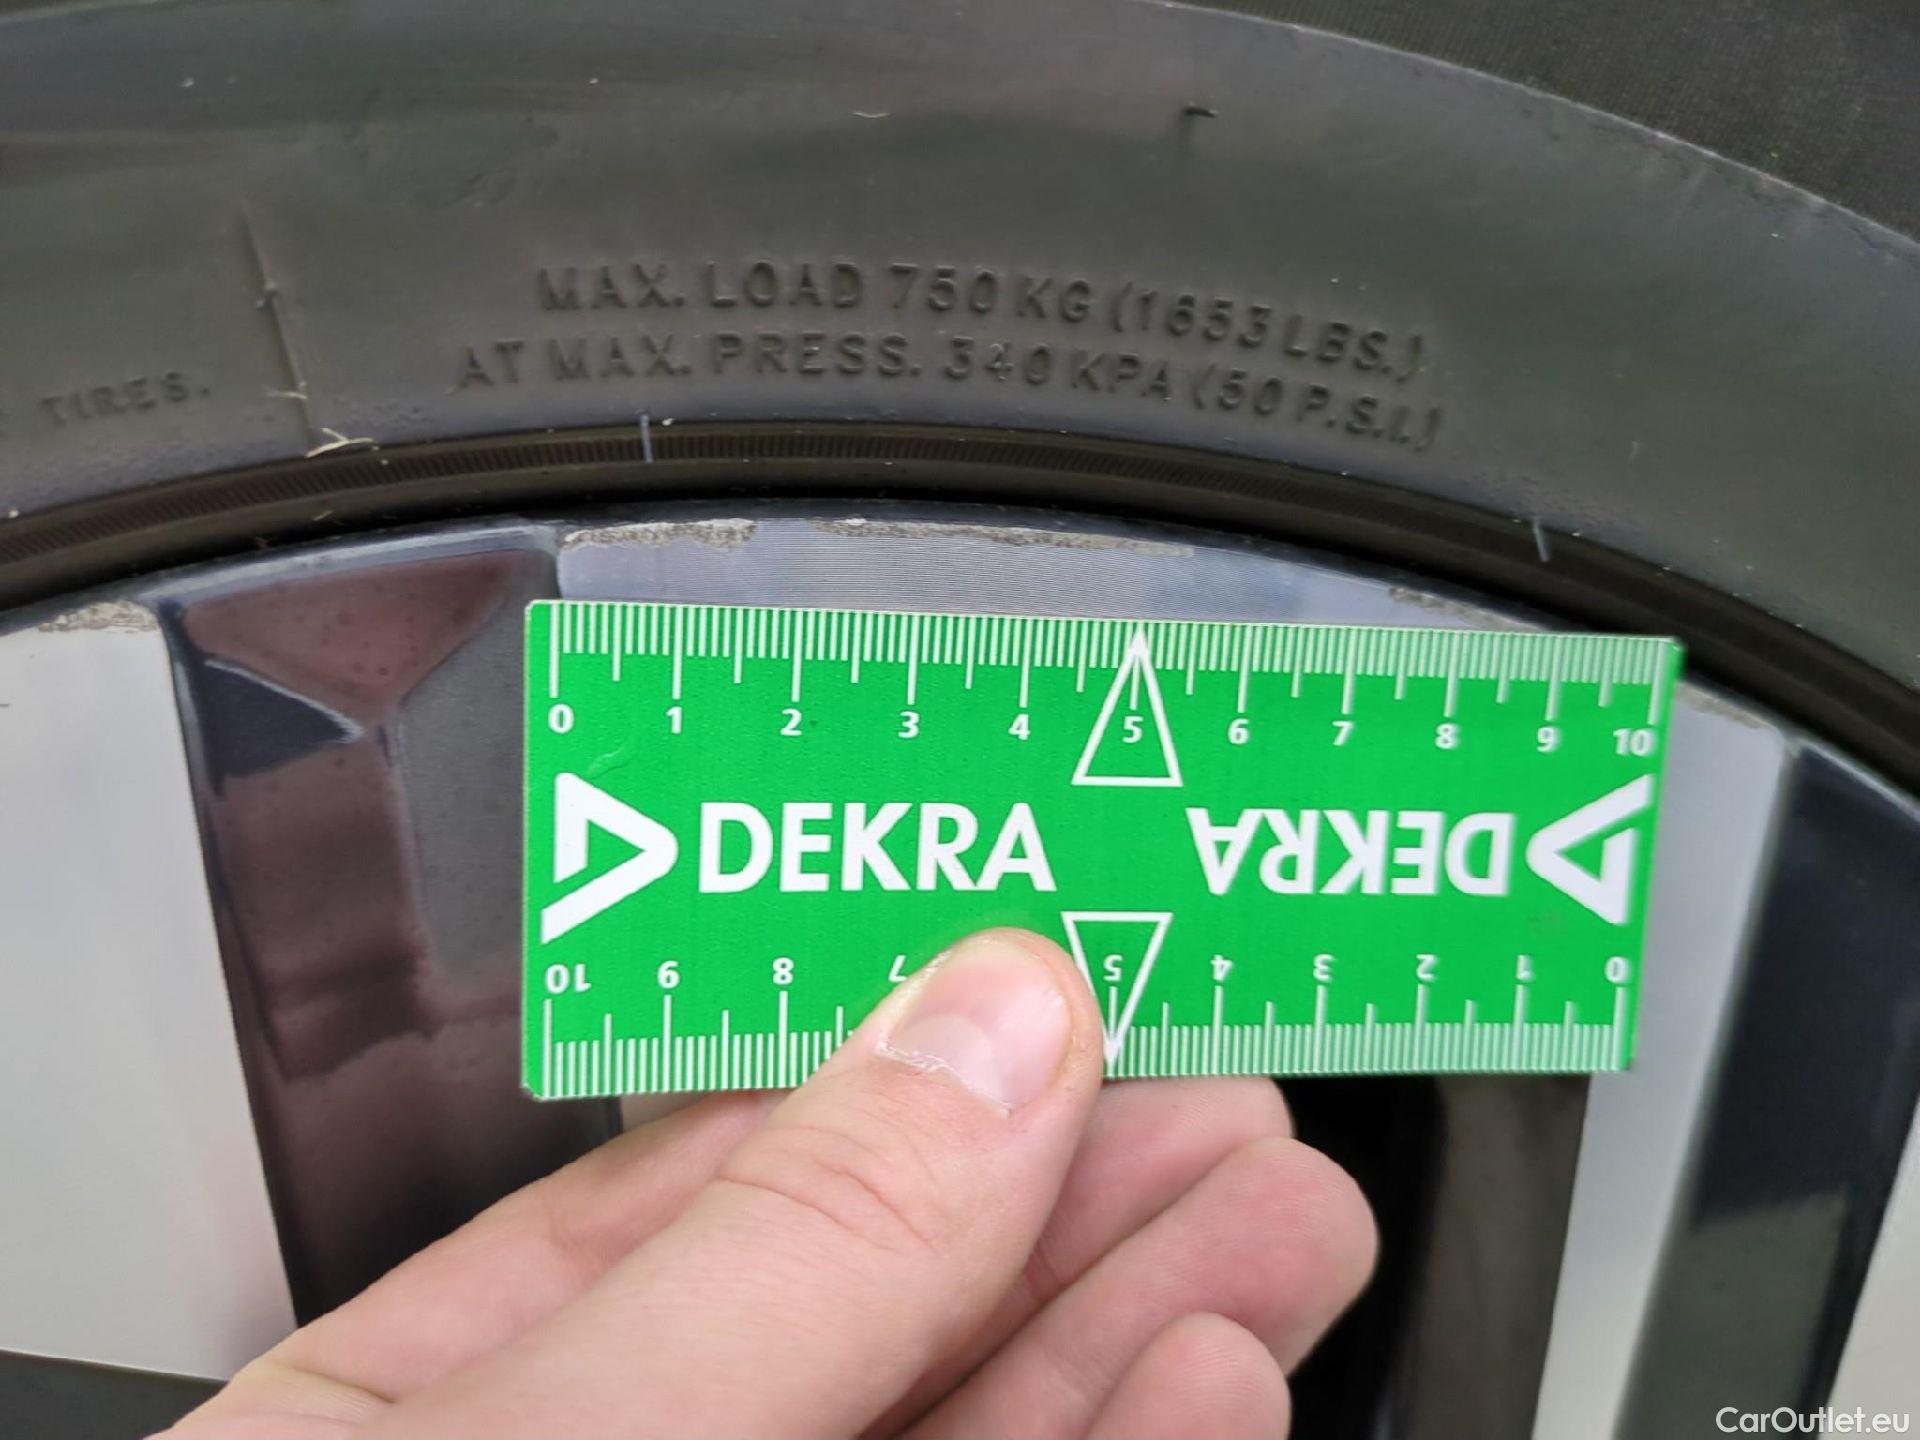 MAX. LOAD 750 KG (1653 LBS.)
AT MAX. PRESS. 340 KPA (50 P.S.I.)
TIRES.
0 1 2 3 4 5 6 7 8 9 10
DEKRA DEKRA
10 9 8 7 5 4 3 2 1 0
CarOutlet.eu